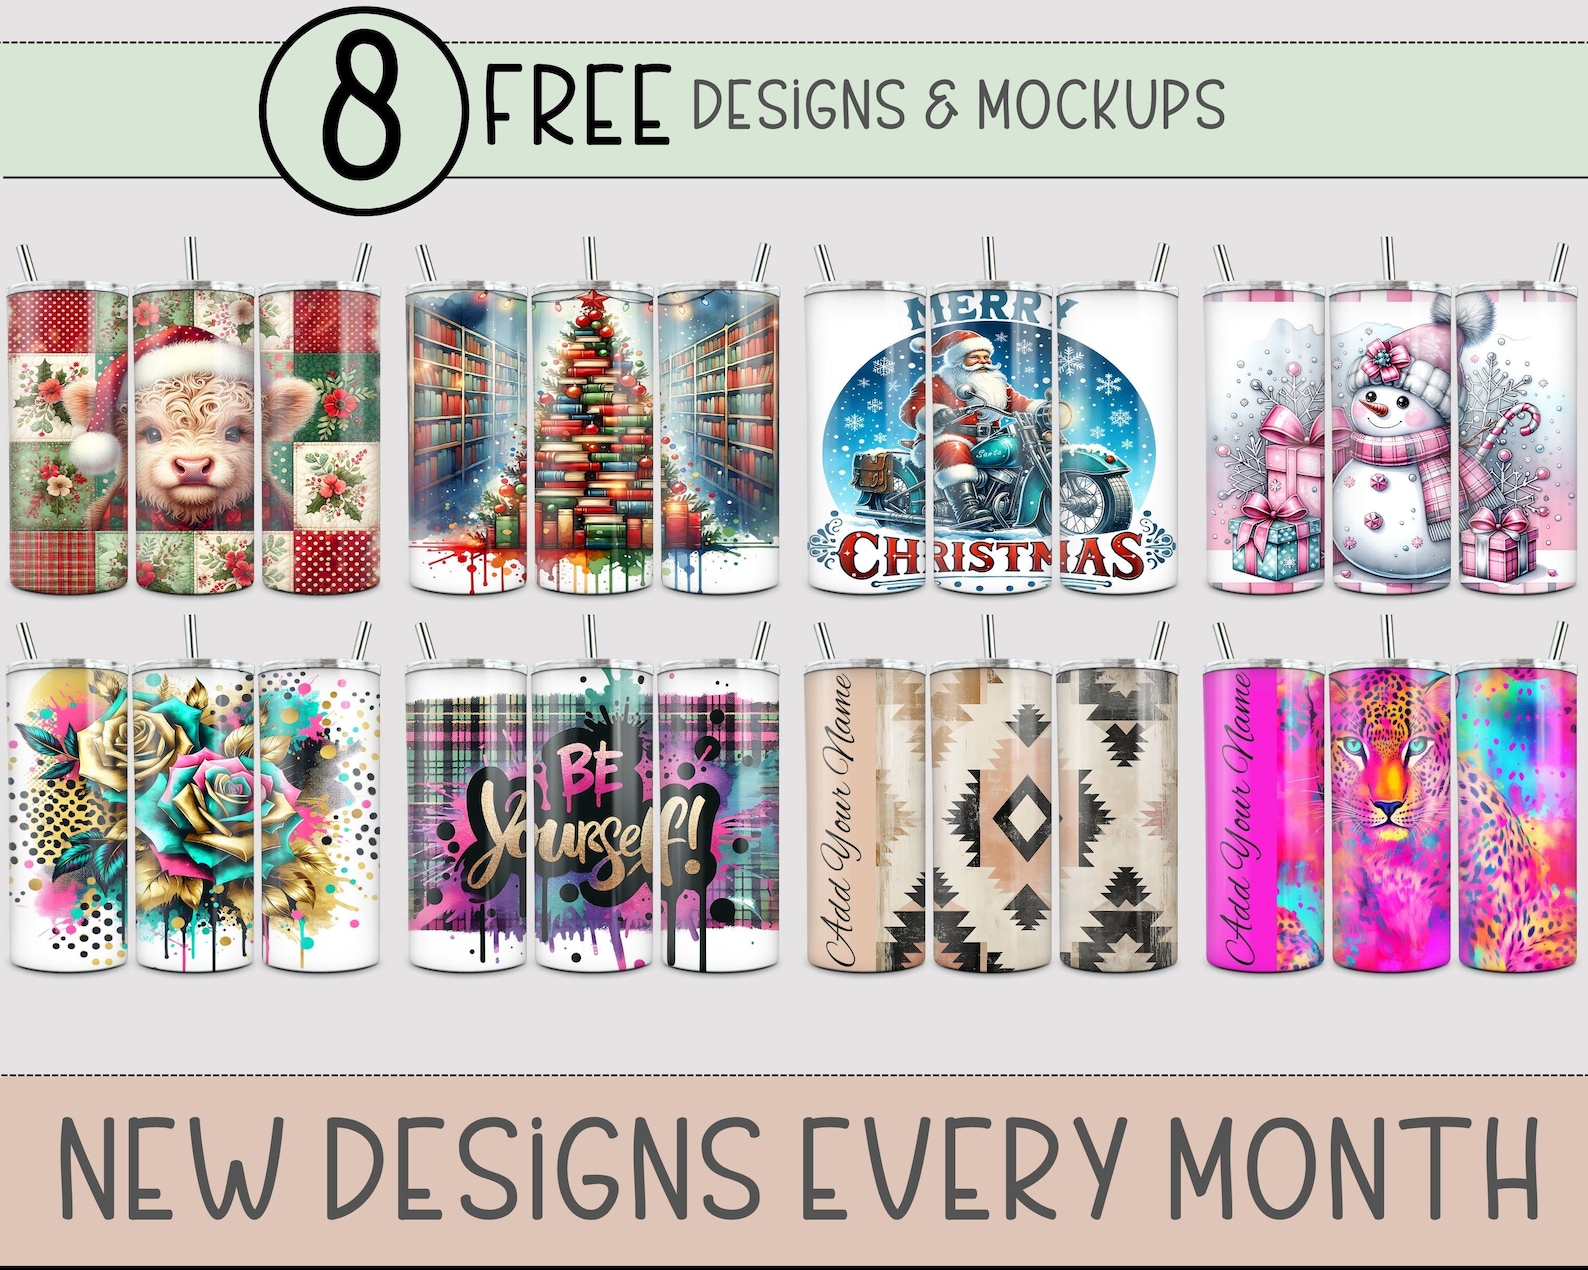 8 FREE DESIGNS & MOCKUPS
MERRY
Santa
CHRISTMAS
BE
Yourself!
Add Your Name
Add Your Name
NEW DESIGNS EVERY MONTH